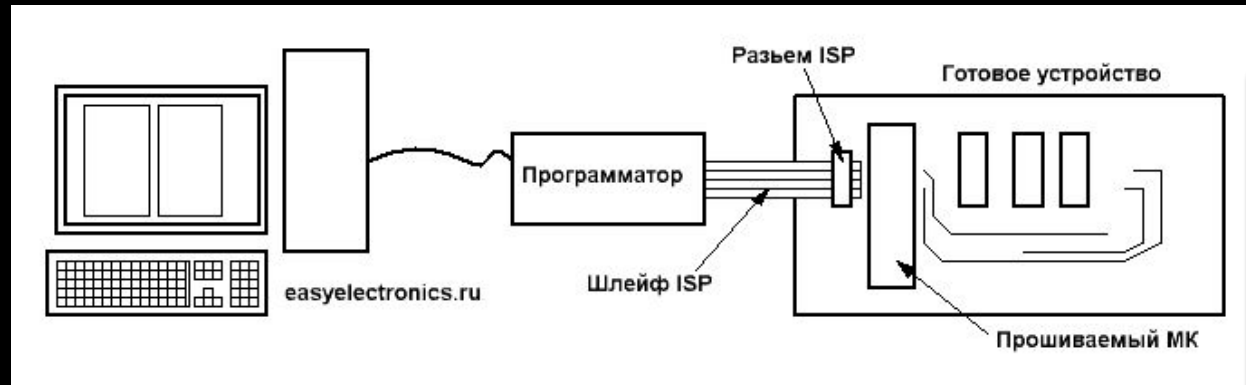 Разьем ISP
Готовое устройство
Программатор
Шлейф ISP
easyelectronics.ru
Прошиваемый МК